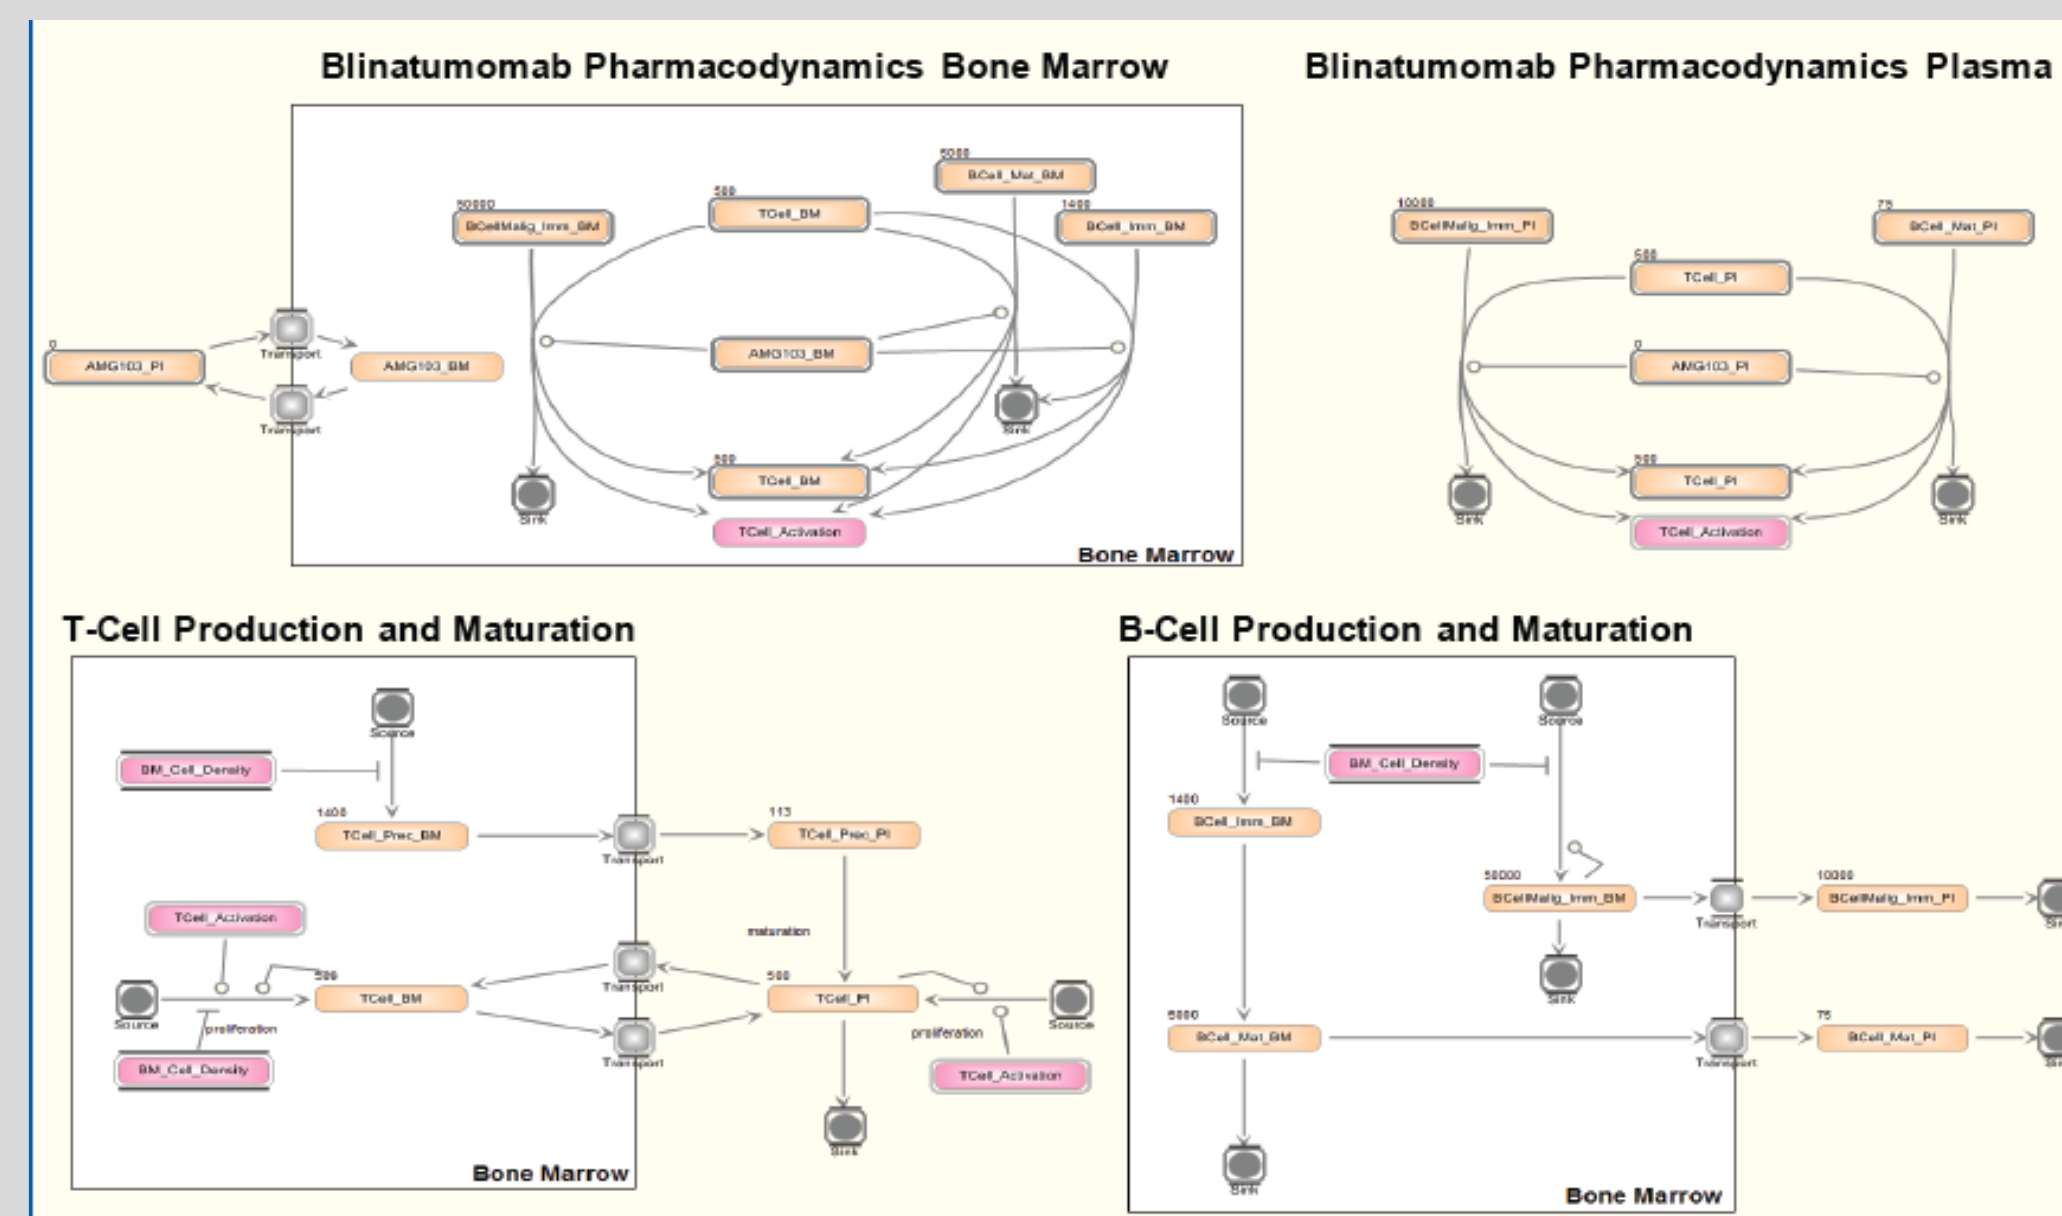 Blinatumomab Pharmacodynamics Bone Marrow
Blinatumomab Pharmacodynamics Plasma
5000
BCell_Mat_BM
50000
BCellMalig_Imm_BM
500
TCell_BM
1400
BCell_Imm_BM
0
AMG103_Pl
Transport
AMG103_BM
Transport
AMG103_BM
Sink
500
TCell_BM
Sink
TCell_Activation
Bone Marrow
10000
BCellMalig_Imm_Pl
75
BCell_Mat_Pl
500
TCell_Pl
0
AMG103_Pl
500
TCell_Pl
Sink
Sink
TCell_Activation
T-Cell Production and Maturation
Source
BM_Cell_Density
1400
TCell_Prec_BM
Transport
113
TCell_Prec_Pl
TCell_Activation
maturation
Transport
500
TCell_BM
500
TCell_Pl
Source
proliferation
Transport
proliferation
Source
BM_Cell_Density
TCell_Activation
Sink
Bone Marrow
B-Cell Production and Maturation
Source
Source
BM_Cell_Density
1400
BCell_Imm_BM
50000
BCellMalig_Imm_BM
Transport
10000
BCellMalig_Imm_Pl
Sink
5000
BCell_Mat_BM
Transport
75
BCell_Mat_Pl
Sink
Bone Marrow